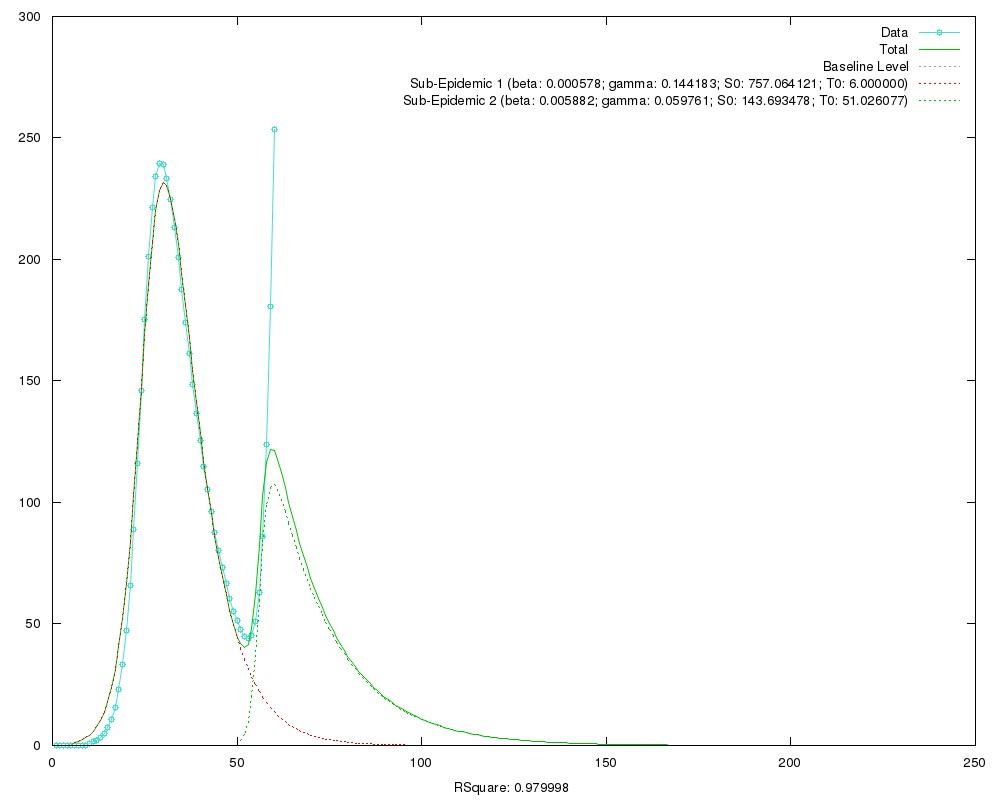 300
250
200
150
100
50
0
Data
Total
Baseline Level
Sub-Epidemic 1 (beta: 0.000578; gamma: 0.144183; S0: 757.064121; T0: 6.000000)
Sub-Epidemic 2 (beta: 0.005882; gamma: 0.059761; S0: 143.693478; T0: 51.026077)
0 50 100 150 200 250
RSquare: 0.979998